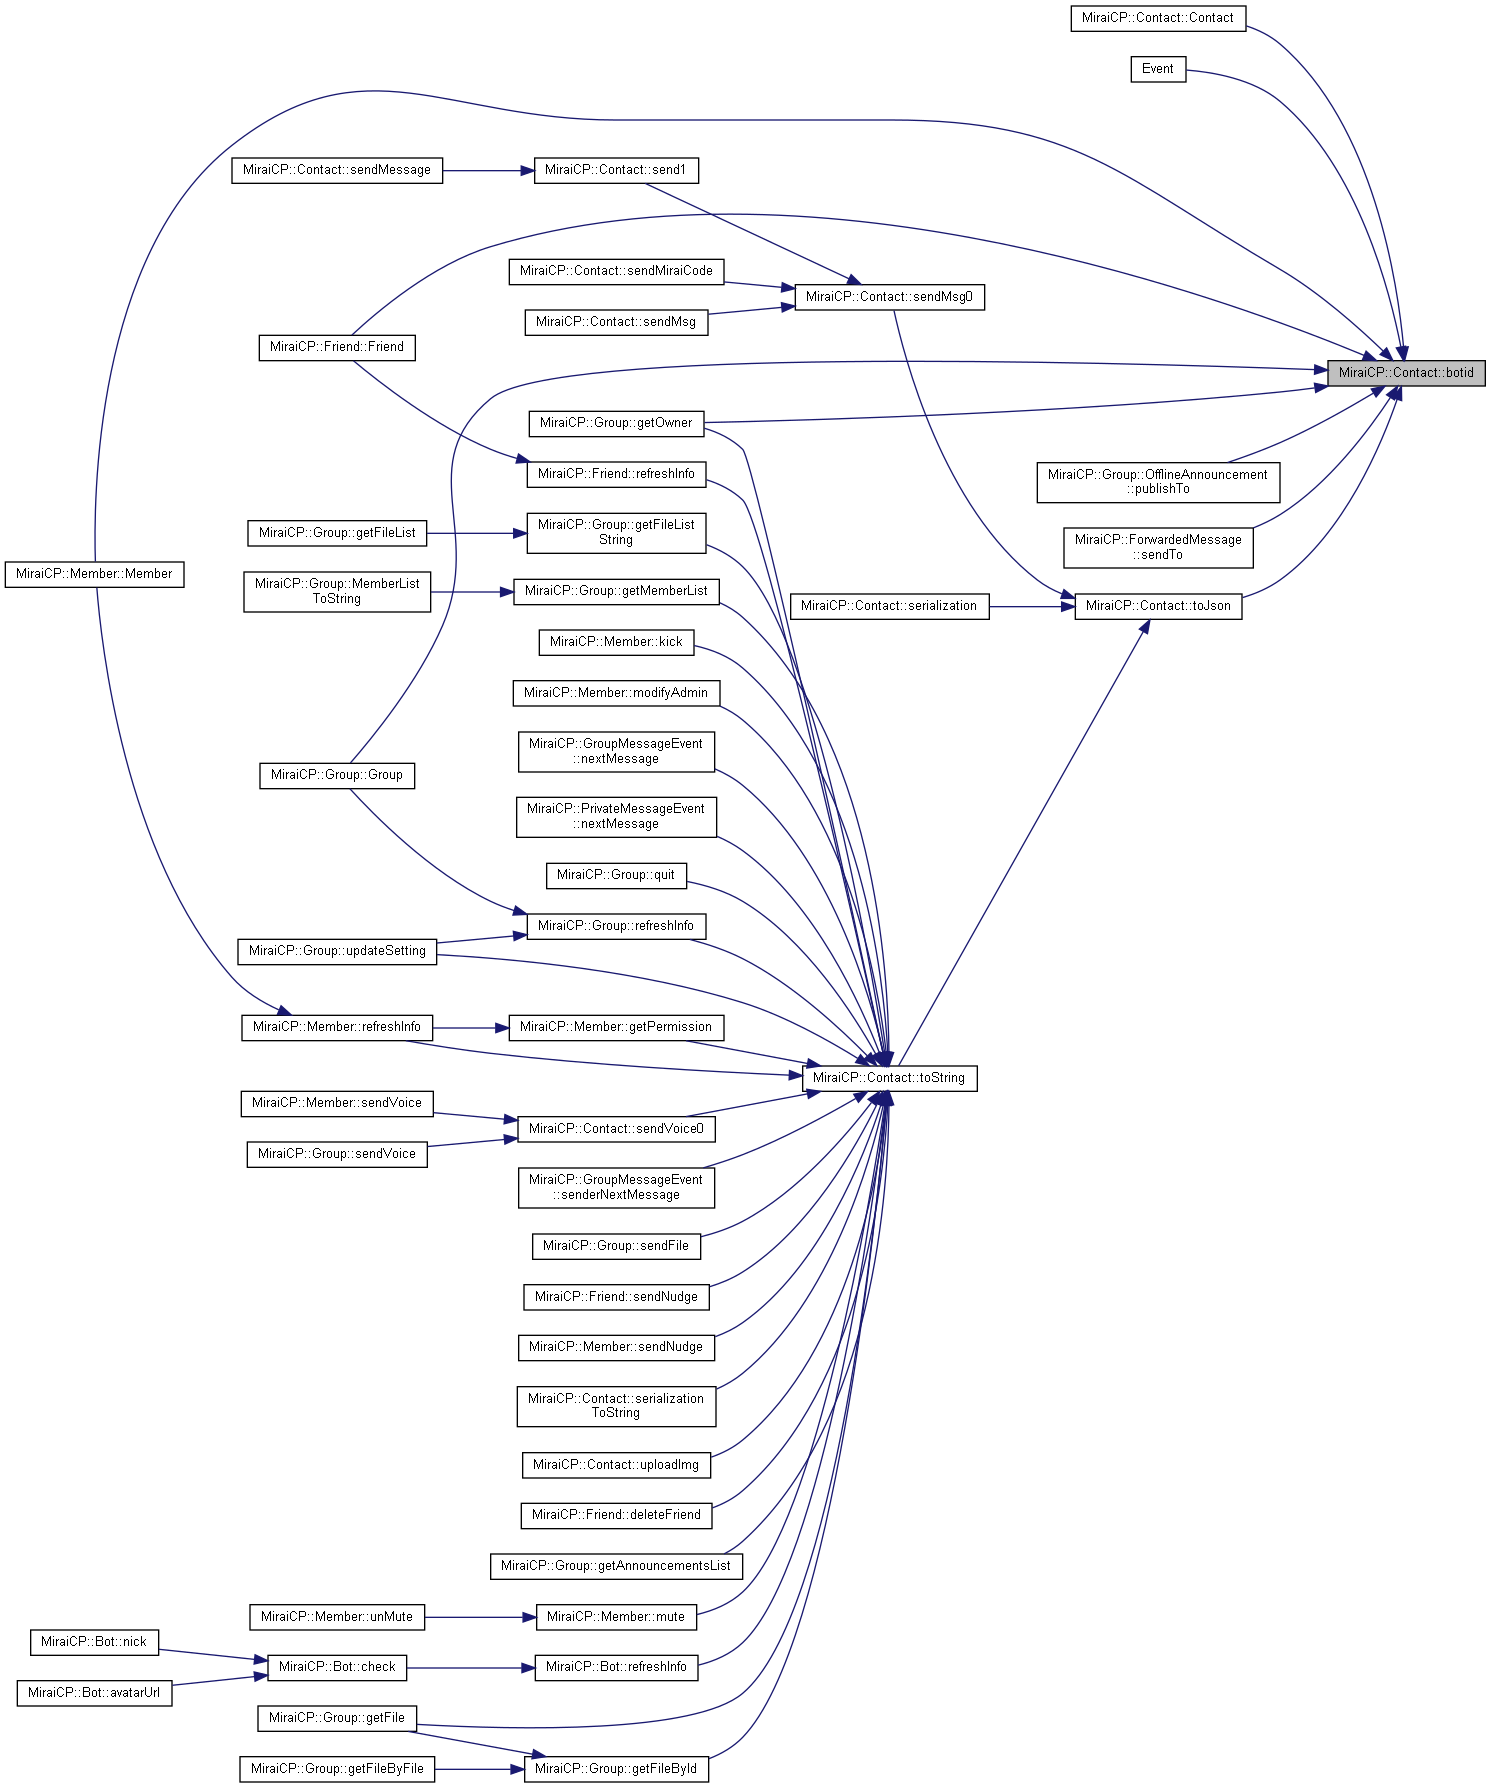 MiraiCP::Contact::Contact
Event
MiraiCP::Contact::sendMessage
MiraiCP::Contact::send1
MiraiCP::Contact::sendMiraiCode
MiraiCP::Contact::sendMsg0
MiraiCP::Contact::sendMsg
MiraiCP::Friend::Friend
MiraiCP::Contact::botid
MiraiCP::Group::getOwner
MiraiCP::Friend::refreshInfo
MiraiCP::Group::OfflineAnnouncement
::publishTo
MiraiCP::Group::getFileList
MiraiCP::Group::getFileList
String
MiraiCP::ForwardedMessage
::sendTo
MiraiCP::Member::Member
MiraiCP::Group::MemberList
ToString
MiraiCP::Group::getMemberList
MiraiCP::Contact::serialization
MiraiCP::Contact::toJson
MiraiCP::Member::kick
MiraiCP::Member::modifyAdmin
MiraiCP::GroupMessageEvent
::nextMessage
MiraiCP::Group::Group
MiraiCP::PrivateMessageEvent
::nextMessage
MiraiCP::Group::quit
MiraiCP::Group::refreshInfo
MiraiCP::Group::updateSetting
MiraiCP::Member::refreshInfo
MiraiCP::Member::getPermission
MiraiCP::Contact::toString
MiraiCP::Member::sendVoice
MiraiCP::Contact::sendVoice0
MiraiCP::Group::sendVoice
MiraiCP::GroupMessageEvent
::senderNextMessage
MiraiCP::Group::sendFile
MiraiCP::Friend::sendNudge
MiraiCP::Member::sendNudge
MiraiCP::Contact::serialization
ToString
MiraiCP::Contact::uploadImg
MiraiCP::Friend::deleteFriend
MiraiCP::Group::getAnnouncementsList
MiraiCP::Member::unMute
MiraiCP::Member::mute
MiraiCP::Bot::nick
MiraiCP::Bot::check
MiraiCP::Bot::refreshInfo
MiraiCP::Bot::avatarUrl
MiraiCP::Group::getFile
MiraiCP::Group::getFileByFile
MiraiCP::Group::getFileById